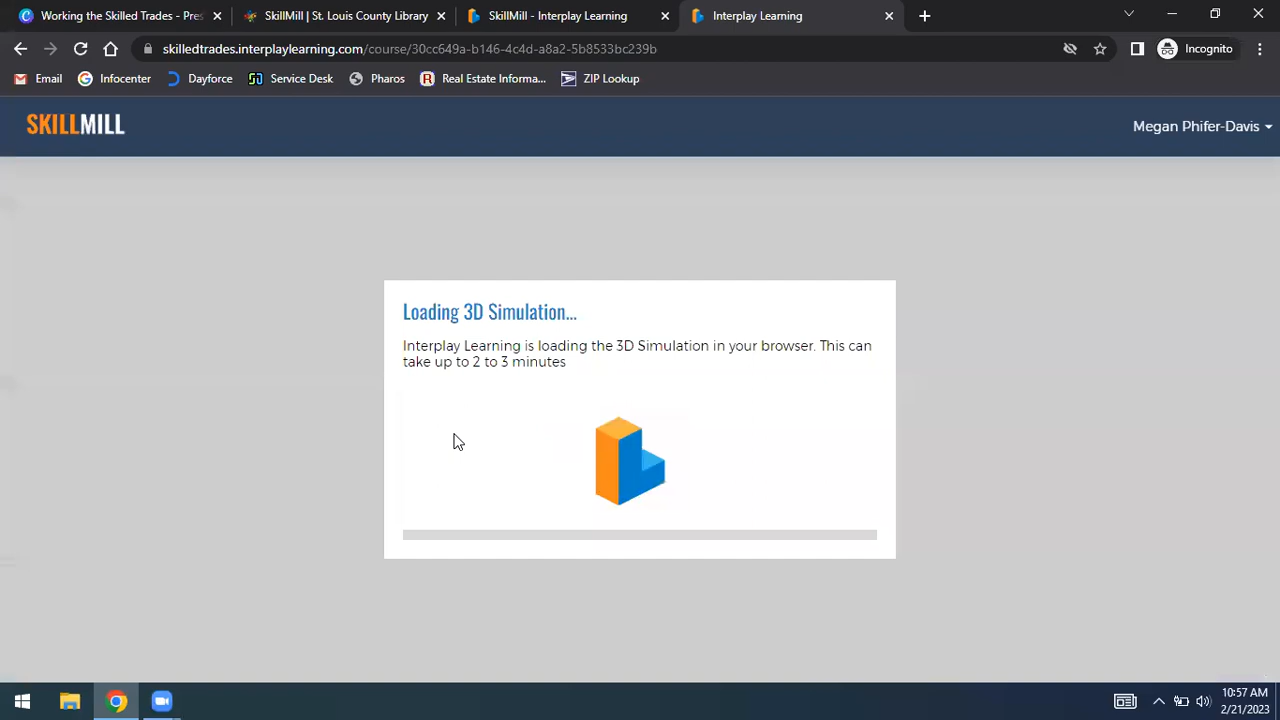 Working the Skilled Trades - Pres
SkillMill | St. Louis County Library
SkillMill - Interplay Learning
Interplay Learning
skilledtrades.interplaylearning.com/course/30cc649a-b146-4c4d-a8a2-5b8533bc239b
Incognito
Email
Infocenter
Dayforce
Service Desk
Pharos
Real Estate Informa...
ZIP Lookup
SKILLMILL
Megan Phifer-Davis
Loading 3D Simulation...
Interplay Learning is loading the 3D Simulation in your browser. This can
take up to 2 to 3 minutes
10:57 AM
2/21/2023